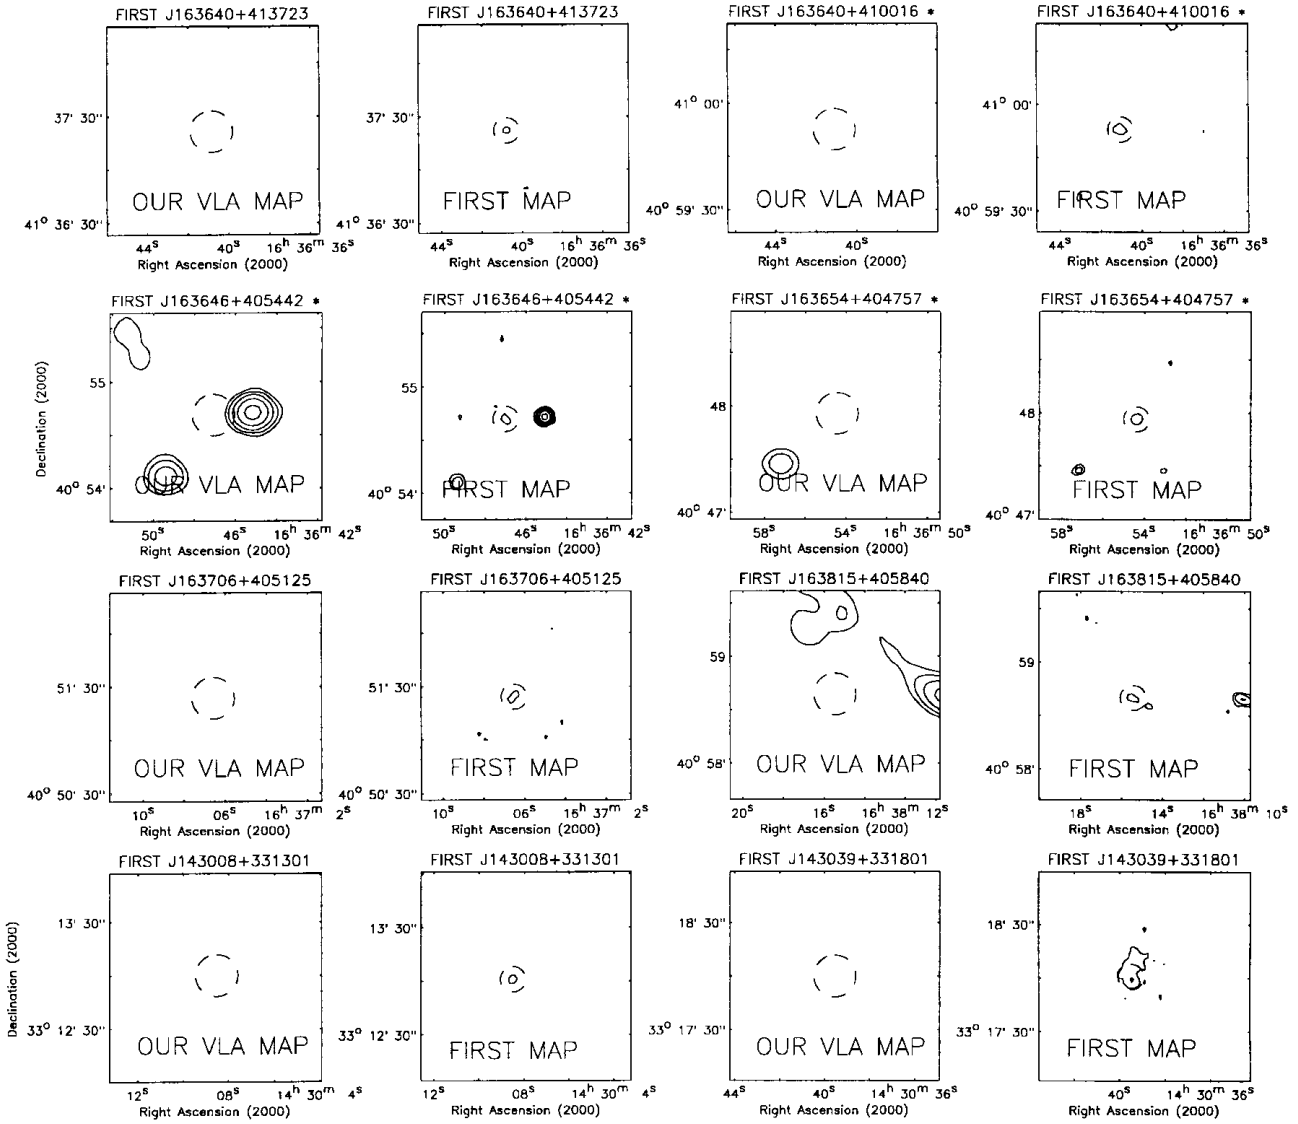 FIRST J163640+413723
37' 30"
41° 36' 30"
OUR VLA MAP
44ˢ 40ˢ 16ʰ 36ᵐ 36ˢ
Right Ascension (2000)
FIRST J163640+413723
37' 30"
41° 36' 30"
FIRST MAP
44ˢ 40ˢ 16ʰ 36ᵐ 36ˢ
Right Ascension (2000)
FIRST J163640+410016 *
41° 00'
40° 59' 30"
OUR VLA MAP
44ˢ 40ˢ
Right Ascension (2000)
FIRST J163640+410016 *
41° 00'
40° 59' 30"
FIRST MAP
44ˢ 40ˢ 16ʰ 36ᵐ 36ˢ
Right Ascension (2000)
Declination (2000)
FIRST J163646+405442 *
55
40° 54'
OUR VLA MAP
50ˢ 46ˢ 16ʰ 36ᵐ 42ˢ
Right Ascension (2000)
FIRST J163646+405442 *
55
40° 54'
FIRST MAP
50ˢ 46ˢ 16ʰ 36ᵐ 42ˢ
Right Ascension (2000)
FIRST J163654+404757 *
48
40° 47'
OUR VLA MAP
58ˢ 54ˢ 16ʰ 36ᵐ 50ˢ
Right Ascension (2000)
FIRST J163654+404757 *
48
40° 47'
FIRST MAP
58ˢ 54ˢ 16ʰ 36ᵐ 50ˢ
Right Ascension (2000)
FIRST J163706+405125
51' 30"
40° 50' 30"
OUR VLA MAP
10ˢ 06ˢ 16ʰ 37ᵐ 2ˢ
Right Ascension (2000)
FIRST J163706+405125
51' 30"
40° 50' 30"
FIRST MAP
10ˢ 06ˢ 16ʰ 37ᵐ 2ˢ
Right Ascension (2000)
FIRST J163815+405840
59
40° 58'
OUR VLA MAP
20ˢ 16ˢ 16ʰ 38ᵐ 12ˢ
Right Ascension (2000)
FIRST J163815+405840
59
40° 58'
FIRST MAP
18ˢ 14ˢ 16ʰ 38ᵐ 10ˢ
Right Ascension (2000)
Declination (2000)
FIRST J143008+331301
13' 30"
33° 12' 30"
OUR VLA MAP
12ˢ 08ˢ 14ʰ 30ᵐ 4ˢ
Right Ascension (2000)
FIRST J143008+331301
13' 30"
33° 12' 30"
FIRST MAP
12ˢ 08ˢ 14ʰ 30ᵐ 4ˢ
Right Ascension (2000)
FIRST J143039+331801
18' 30"
33° 17' 30"
OUR VLA MAP
44ˢ 40ˢ 14ʰ 30ᵐ 36ˢ
Right Ascension (2000)
FIRST J143039+331801
18' 30"
33° 17' 30"
FIRST MAP
40ˢ 14ʰ 30ᵐ 36ˢ
Right Ascension (2000)